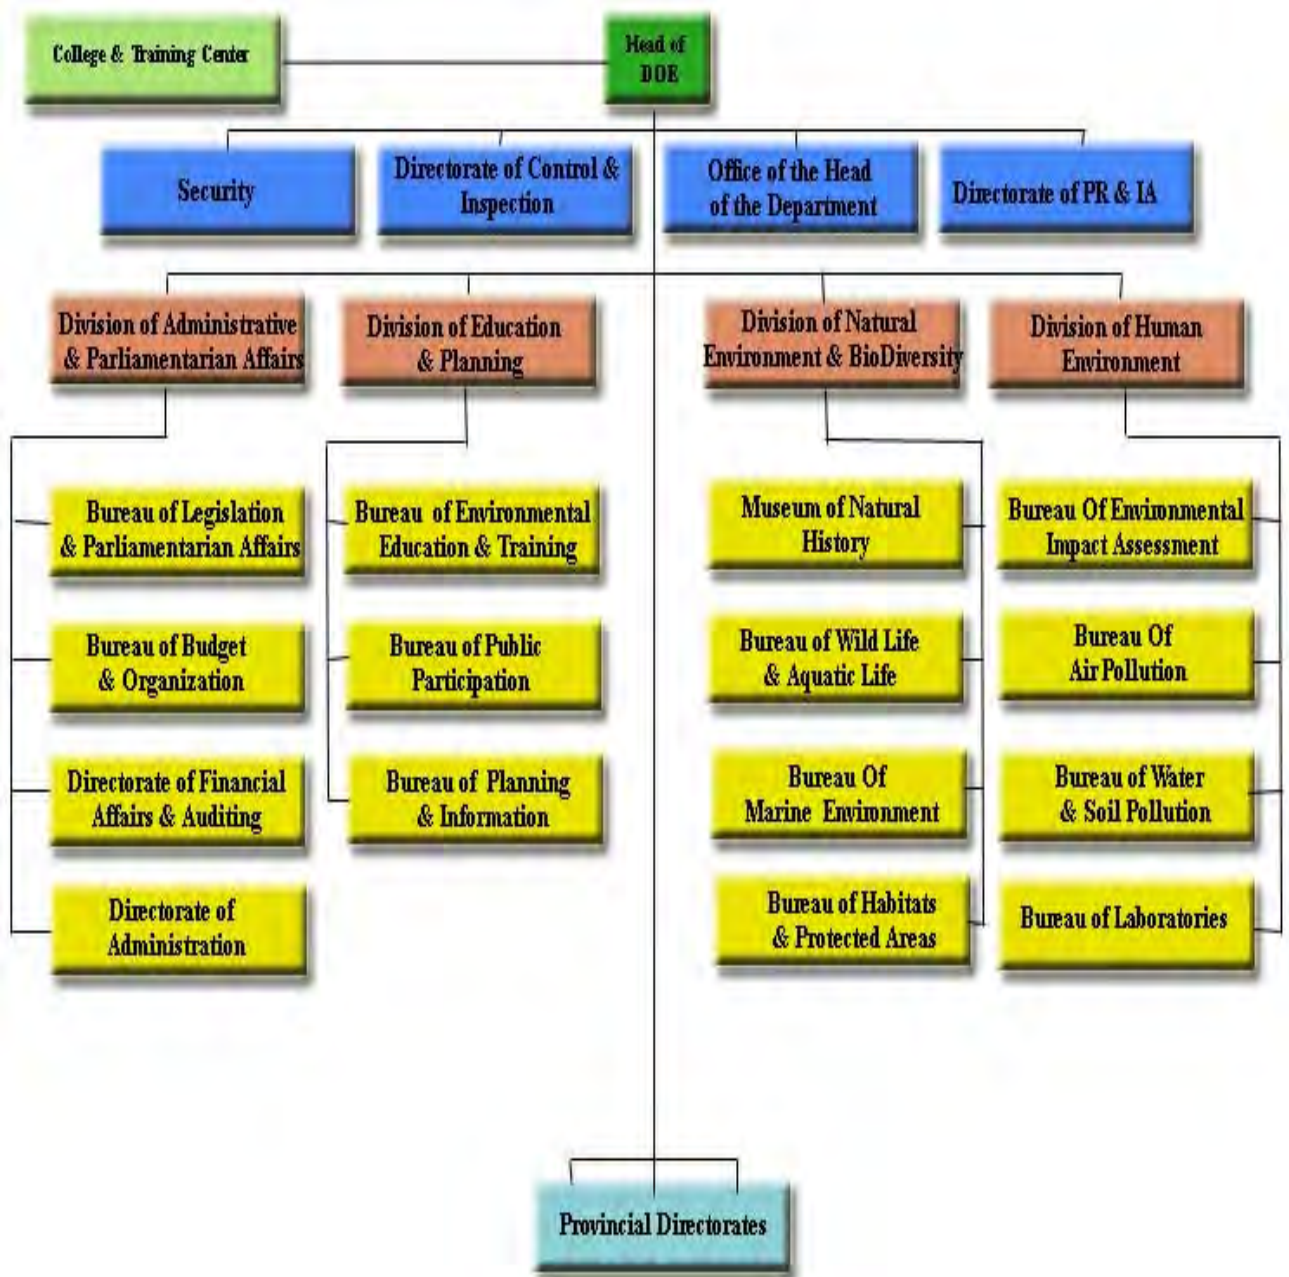 College & Training Center
Head of
DOE
Security
Directorate of Control &
Inspection
Office of the Head
of the Department
Directorate of PR & IA
Division of Administrative
& Parliamentarian Affairs
Division of Education
& Planning
Division of Natural
Environment & BioDiversity
Division of Human
Environment
Bureau of Legislation
& Parliamentarian Affairs
Bureau of Budget
& Organization
Directorate of Financial
Affairs & Auditing
Directorate of
Administration
Bureau of Environmental
Education & Training
Bureau of Public
Participation
Bureau of Planning
& Information
Museum of Natural
History
Bureau of Wild Life
& Aquatic Life
Bureau Of
Marine Environment
Bureau of Habitats
& Protected Areas
Bureau Of Environmental
Impact Assessment
Bureau Of
Air Pollution
Bureau of Water
& Soil Pollution
Bureau of Laboratories
Provincial Directorates